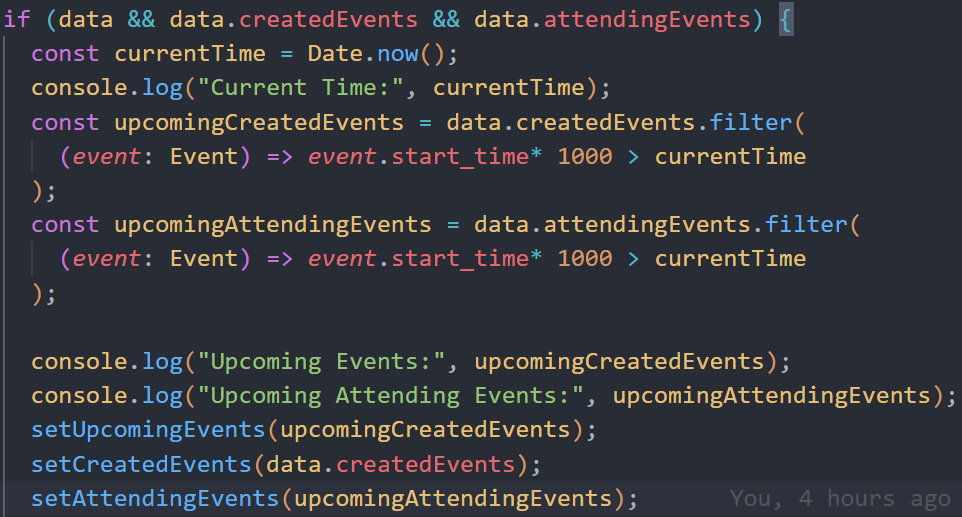 if (data && data.createdEvents && data.attendingEvents) {
  const currentTime = Date.now();
  console.log("Current Time:", currentTime);
  const upcomingCreatedEvents = data.createdEvents.filter(
    (event: Event) => event.start_time* 1000 > currentTime
  );
  const upcomingAttendingEvents = data.attendingEvents.filter(
    (event: Event) => event.start_time* 1000 > currentTime
  );

  console.log("Upcoming Events:", upcomingCreatedEvents);
  console.log("Upcoming Attending Events:", upcomingAttendingEvents);
  setUpcomingEvents(upcomingCreatedEvents);
  setCreatedEvents(data.createdEvents);
  setAttendingEvents(upcomingAttendingEvents);      You, 4 hours ago